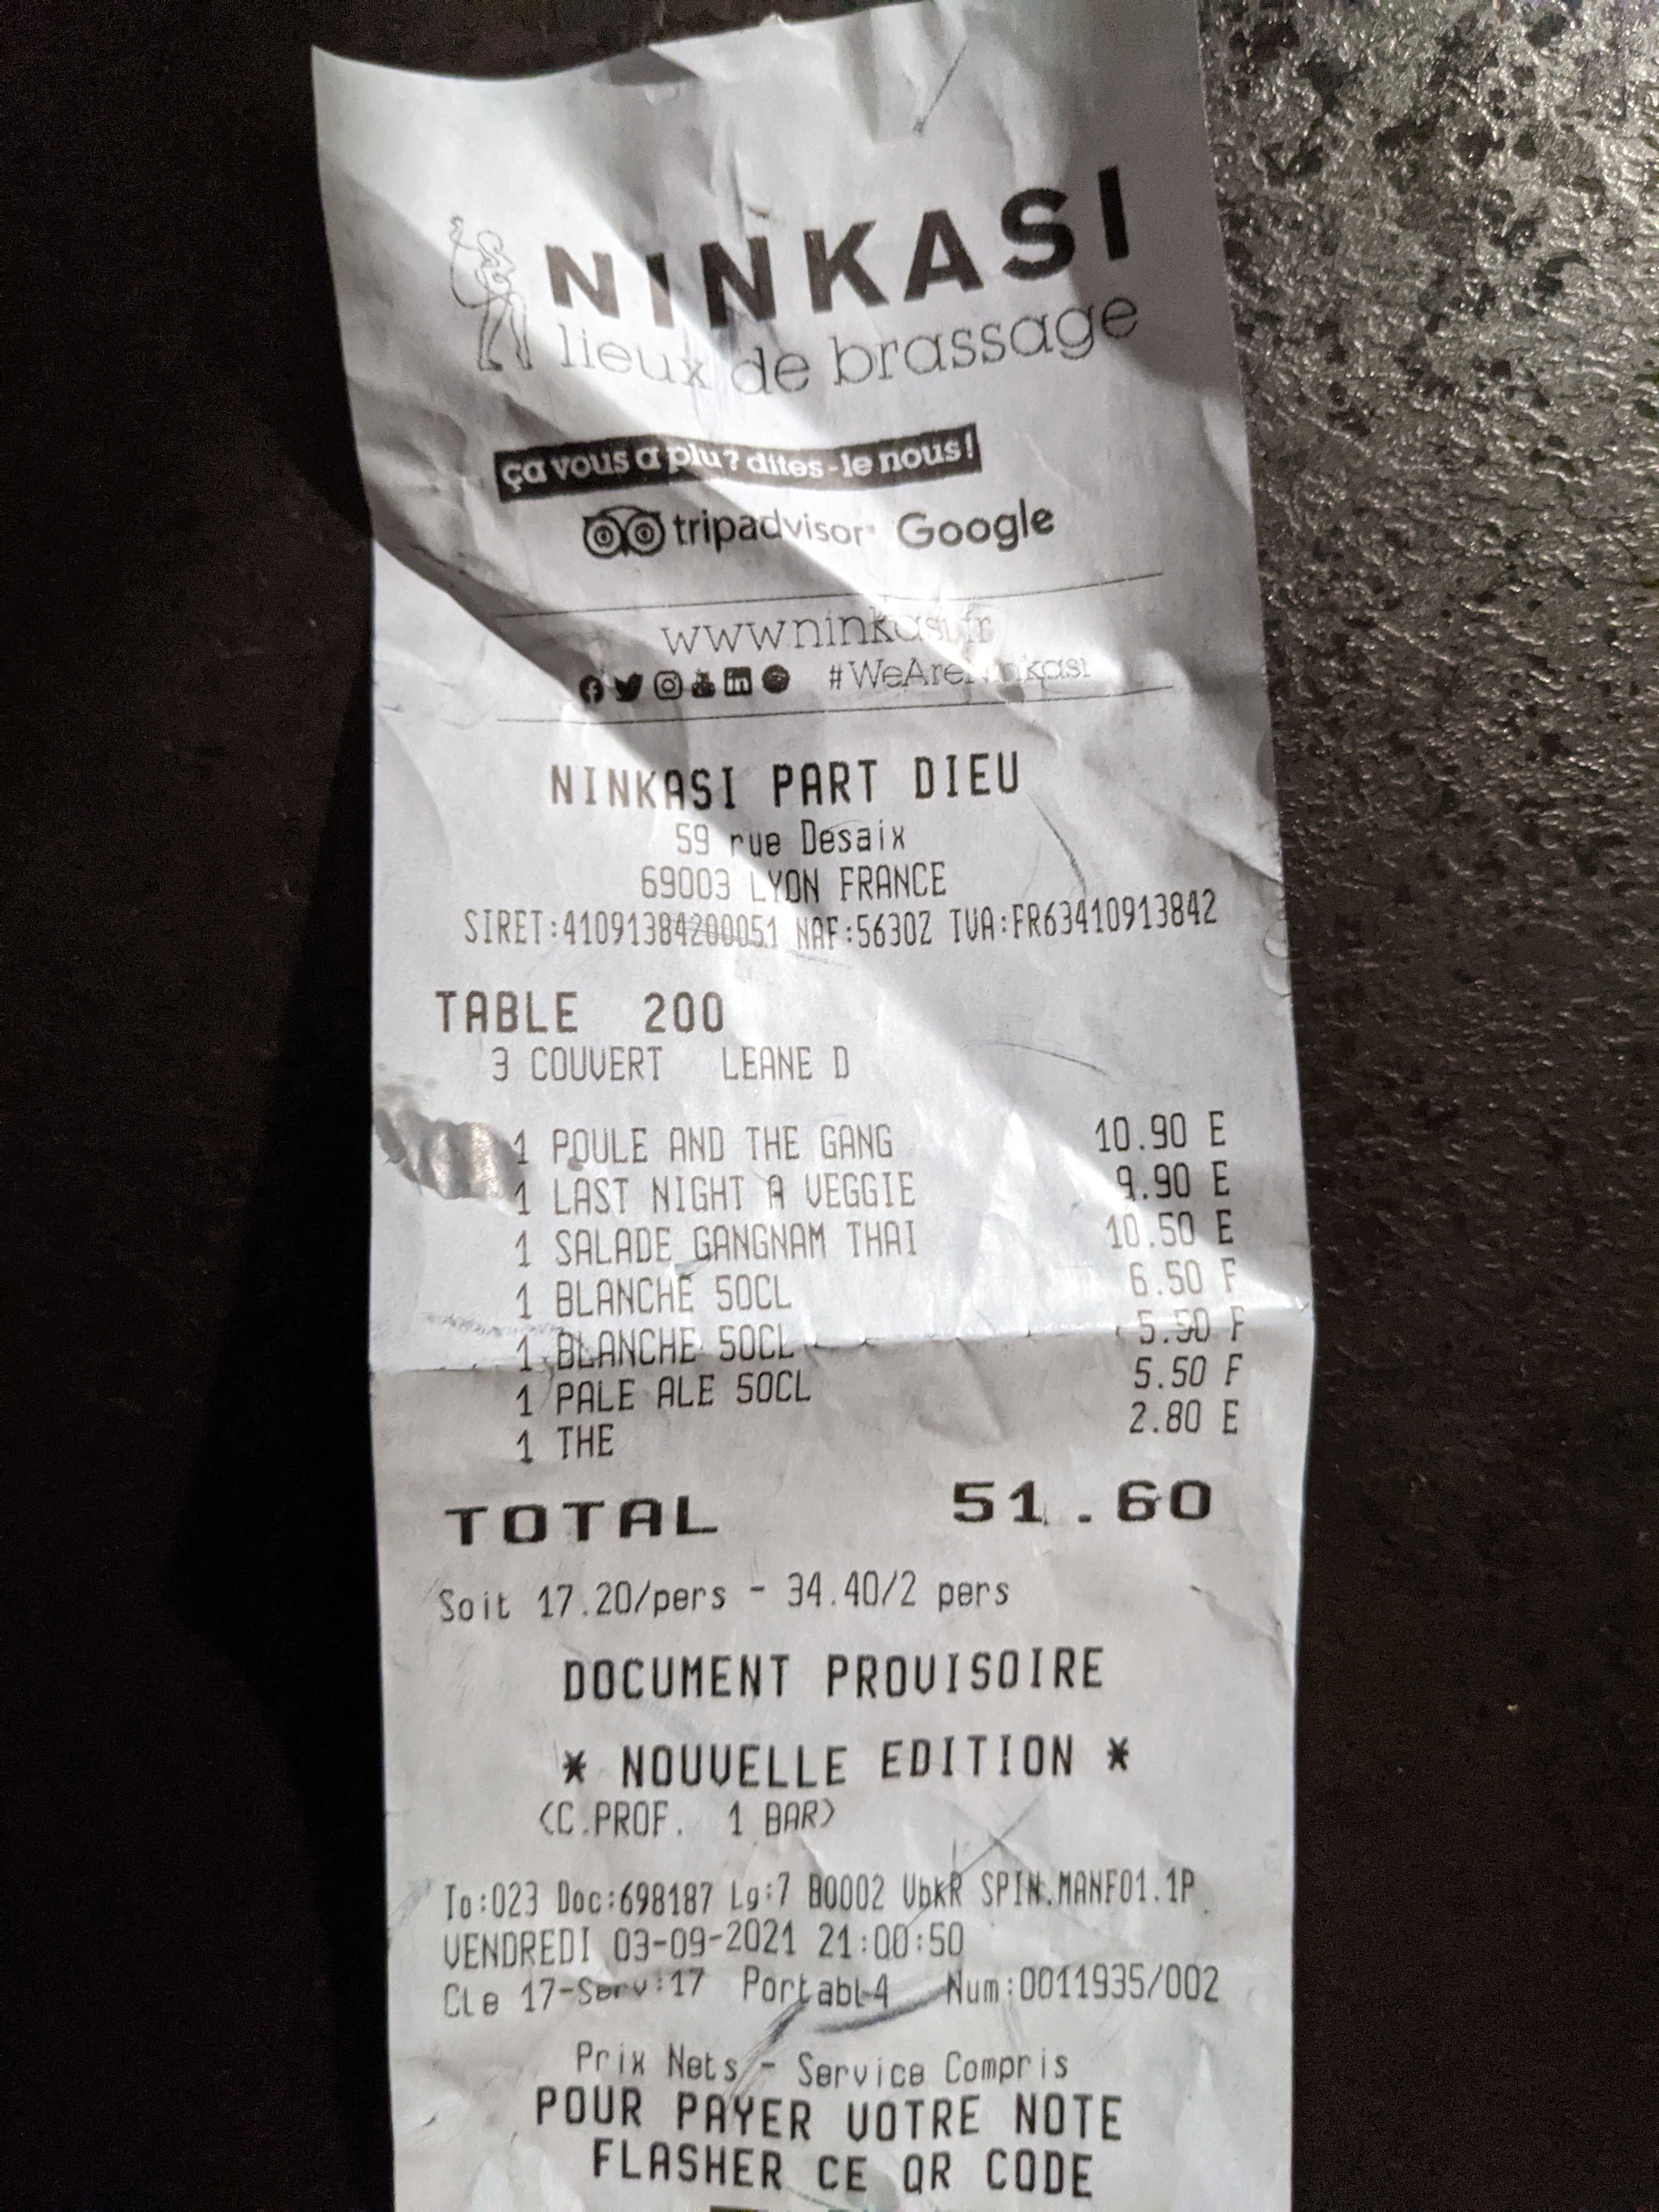 NINKASI
lieux de brassage
ça vous a plu? dites-le nous!
tripadvisor® Google
www.ninkasi.fr
#WeAreNinkasi
NINKASI PART DIEU
59 rue Desaix
69003 LYON FRANCE
SIRET:41091384200051 NAF:5630Z TVA:FR63410913842
TABLE 200
3 COUVERT LEANE D
1 POULE AND THE GANG 10.90 E
1 LAST NIGHT A VEGGIE 9.90 E
1 SALADE GANGNAM THAI 10.50 E
1 BLANCHE 50CL 6.50 F
1 BLANCHE 50CL 5.50 F
1 PALE ALE 50CL 5.50 F
1 THE 2.80 E
TOTAL 51.60
Soit 17.20/pers - 34.40/2 pers
DOCUMENT PROVISOIRE
* NOUVELLE EDITION *
(C.PROF. 1 BAR)
To:023 Doc:698187 Lg:7 B0002 VbKR SPIN.MANF01.1P
VENDREDI 03-09-2021 21:00:50
Cle 17-Serv:17 Portabl-4 Num:0011935/002
Prix Nets - Service Compris
POUR PAYER VOTRE NOTE
FLASHER CE QR CODE